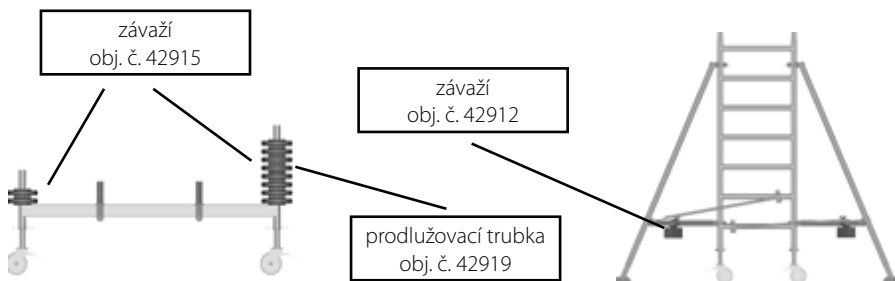 závaží
obj. č. 42915
závaží
obj. č. 42912
prodlužovací trubka
obj. č. 42919